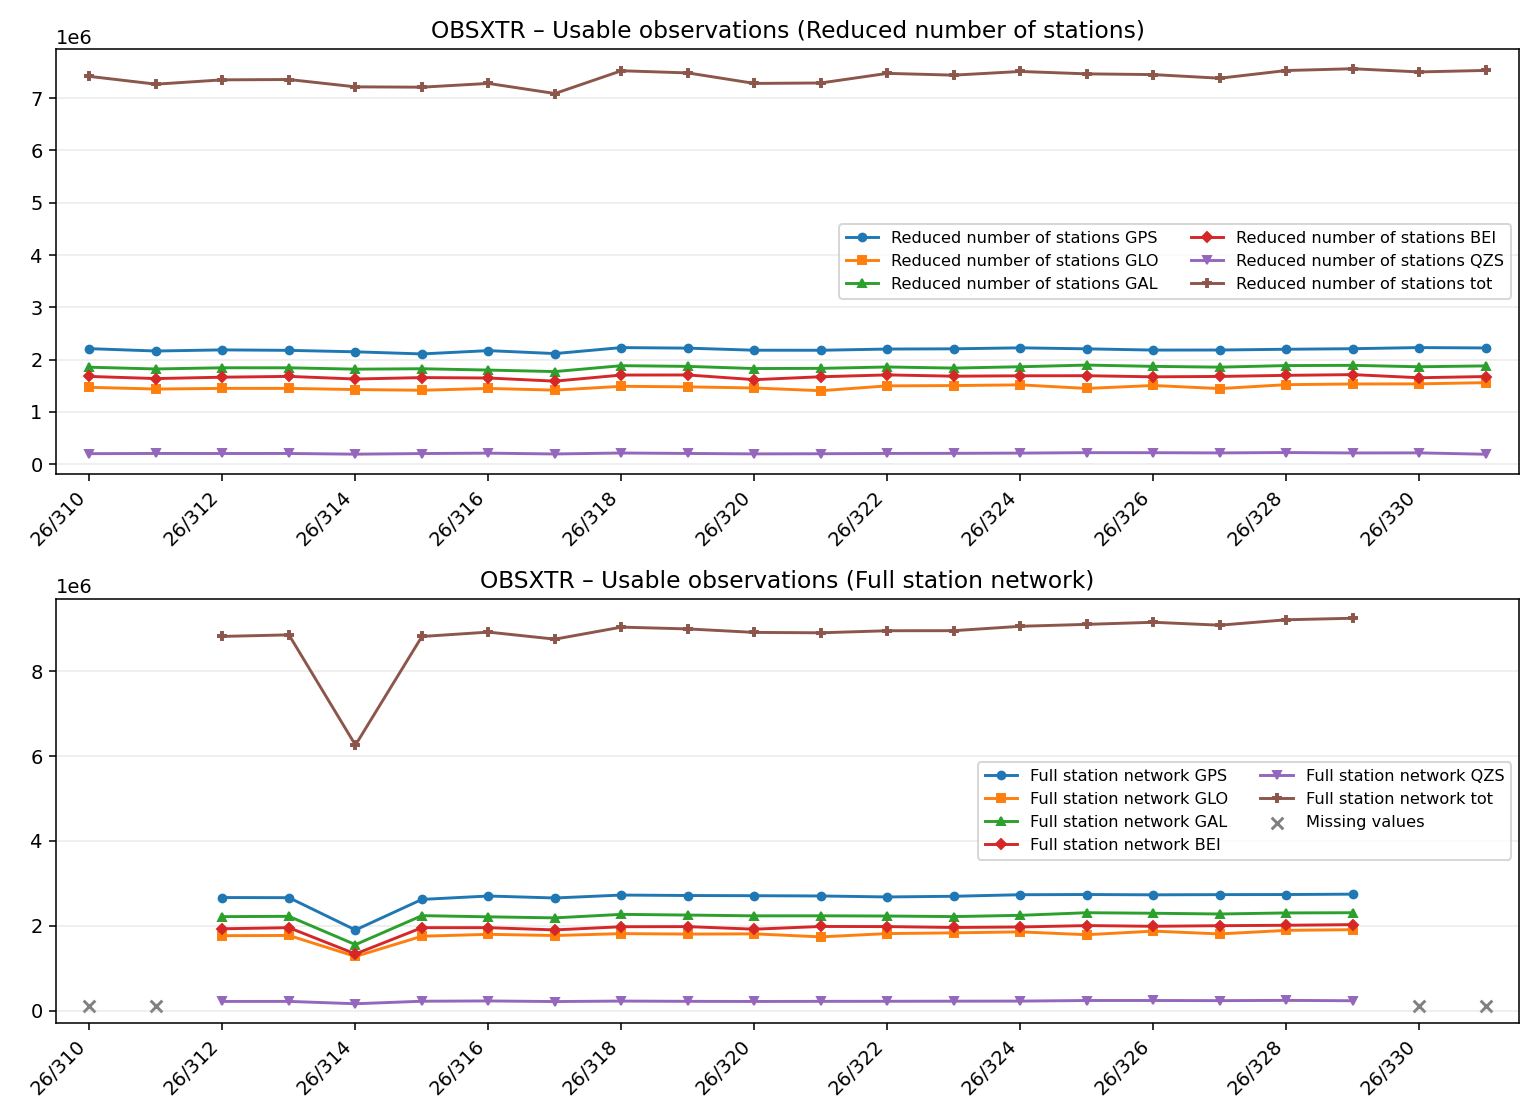 OBSXTR – Usable observations (Reduced number of stations)
1e6
7
6
5
4
3
2
1
0
Reduced number of stations GPS
Reduced number of stations GLO
Reduced number of stations GAL
Reduced number of stations BEI
Reduced number of stations QZS
Reduced number of stations tot
26/310
26/312
26/314
26/316
26/318
26/320
26/322
26/324
26/326
26/328
26/330
OBSXTR – Usable observations (Full station network)
1e6
8
6
4
2
0
Full station network GPS
Full station network GLO
Full station network GAL
Full station network BEI
Full station network QZS
Full station network tot
Missing values
26/310
26/312
26/314
26/316
26/318
26/320
26/322
26/324
26/326
26/328
26/330